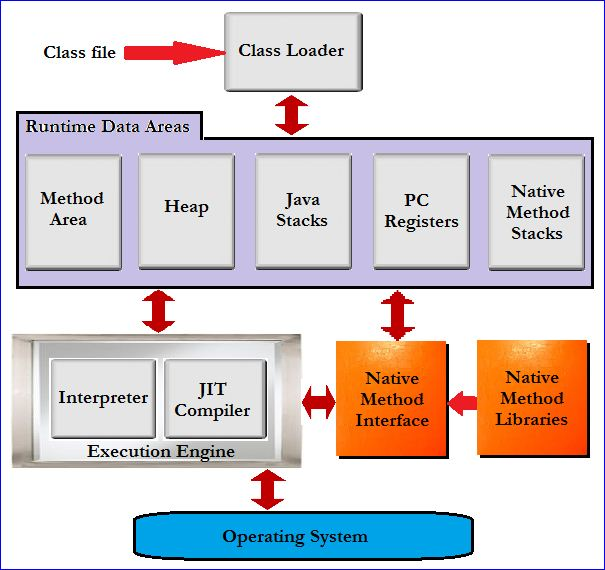 Class file
Class Loader
Runtime Data Areas
Method
Area
Heap
Java
Stacks
PC
Registers
Native
Method
Stacks
Interpreter
JIT
Compiler
Execution Engine
Native
Method
Interface
Native
Method
Libraries
Operating System